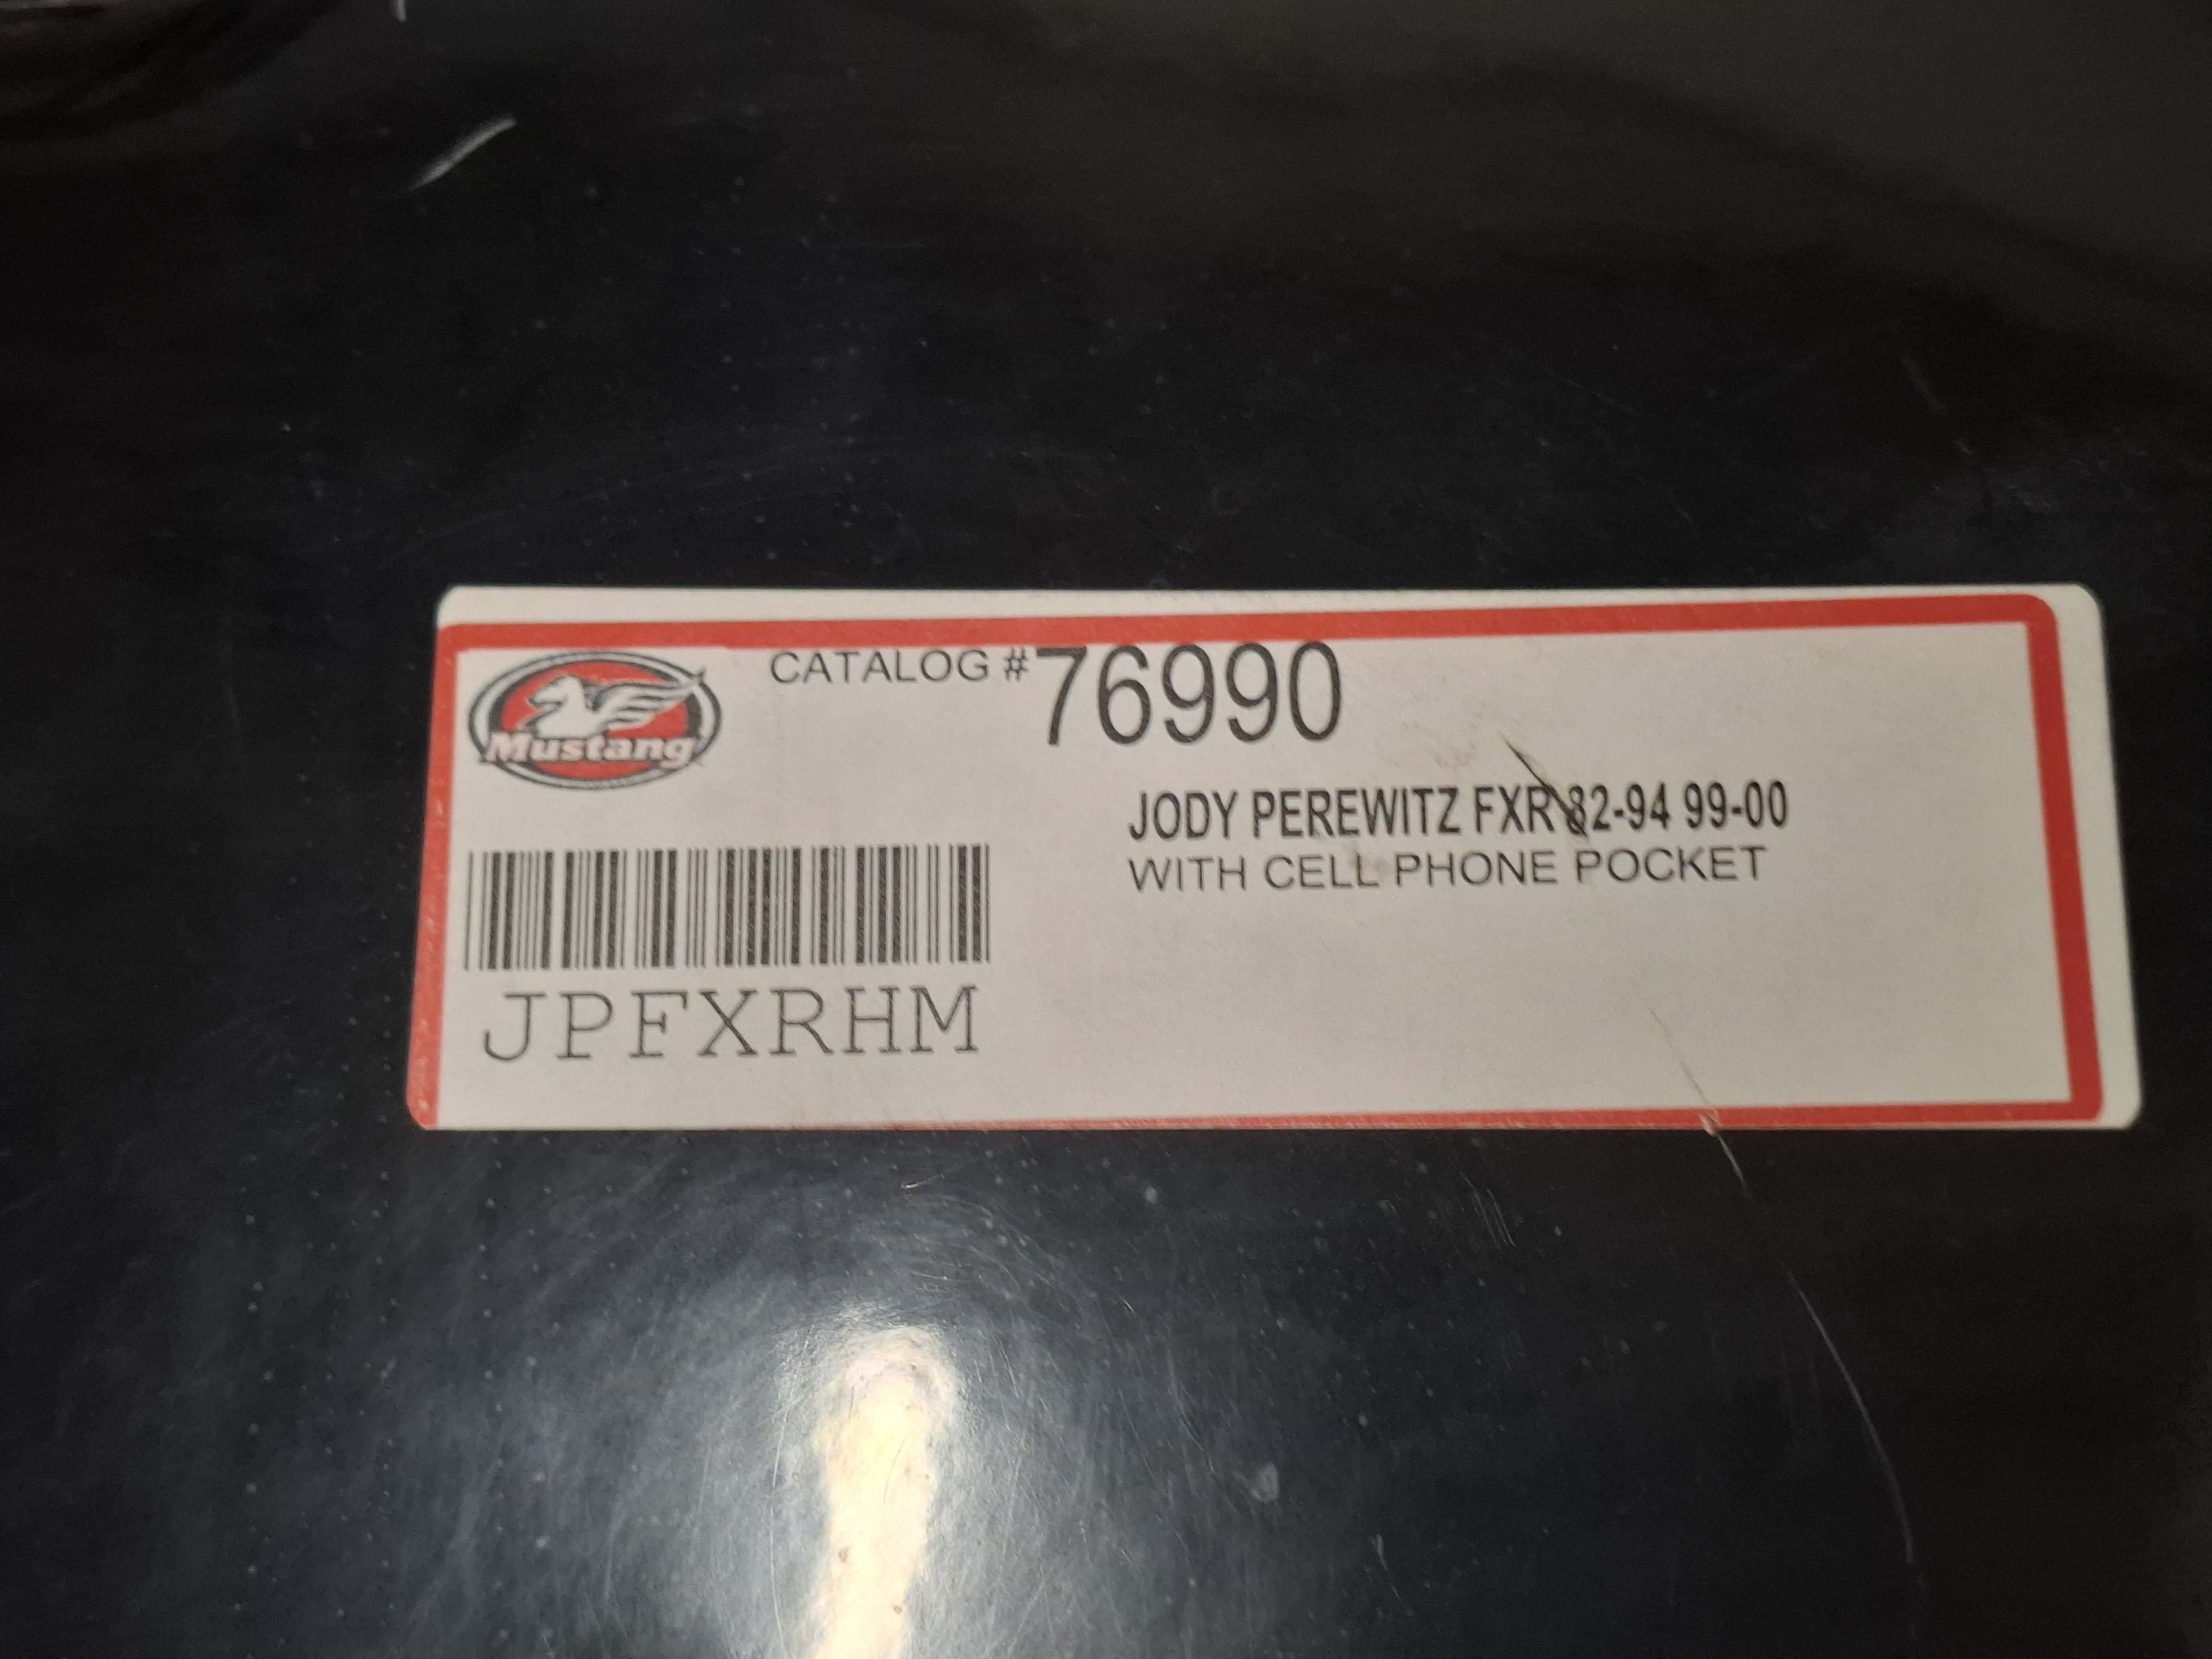 CATALOG #76990
Mustang
JODY PEREWITZ FXR 82-94 99-00
WITH CELL PHONE POCKET
JPFXRHM